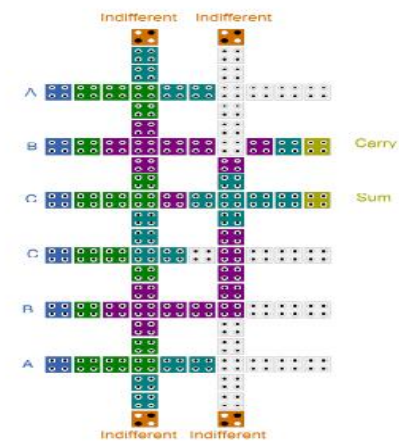 Indifferent Indifferent
A
B Carry
C Sum
C
B
A
Indifferent Indifferent